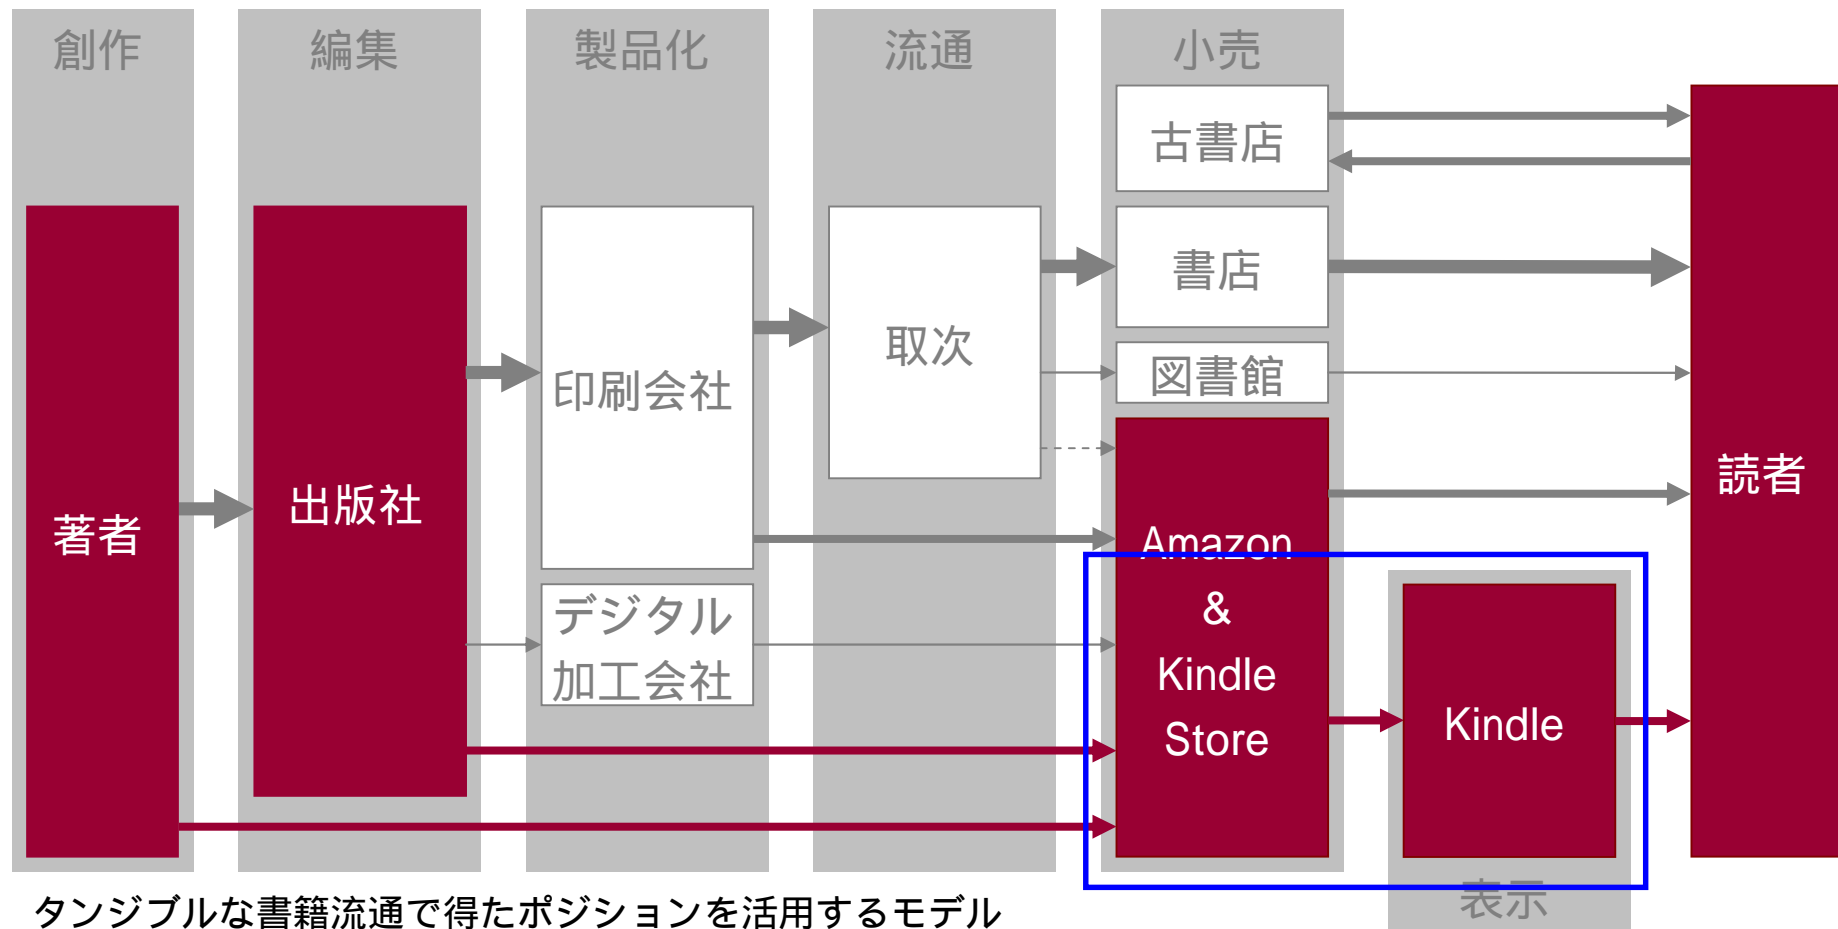 創作
編集
製品化
流通
小売
古書店
書店
図書館
取次
印刷会社
デジタル
加工会社
出版社
著者
Amazon
&
Kindle
Store
Kindle
読者
表示
タンジブルな書籍流通で得たポジションを活用するモデル